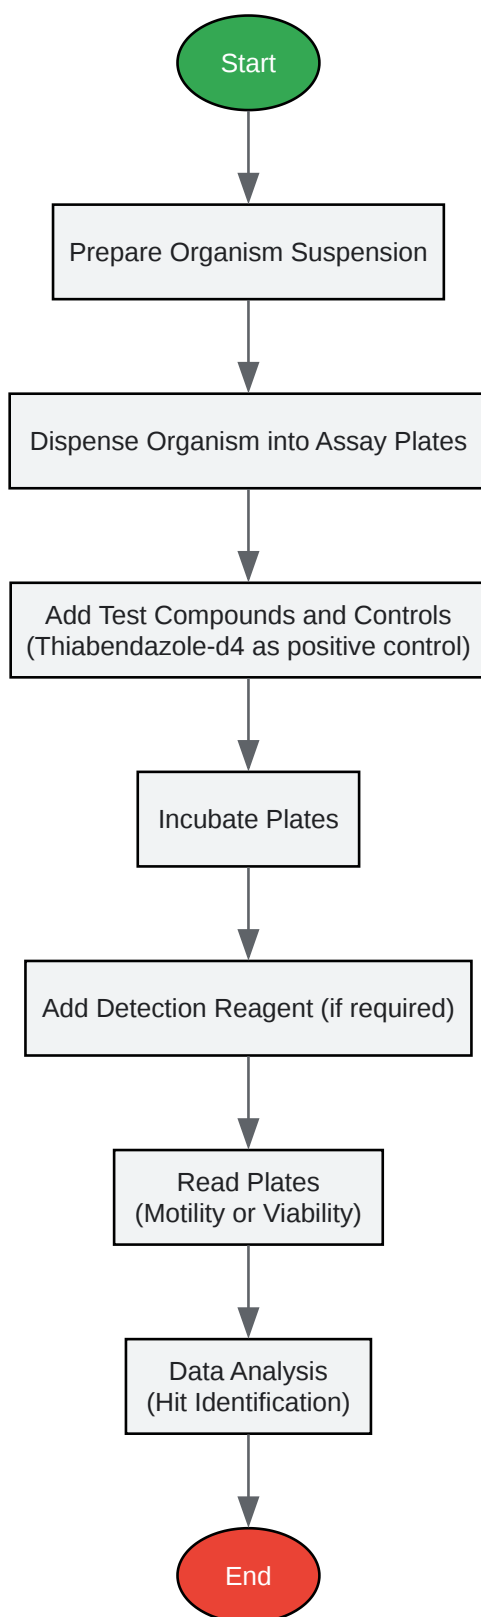 Start
Prepare Organism Suspension
Dispense Organism into Assay Plates
Add Test Compounds and Controls
(Thiabendazole-d4 as positive control)
Incubate Plates
Add Detection Reagent (if required)
Read Plates
(Motility or Viability)
Data Analysis
(Hit Identification)
End